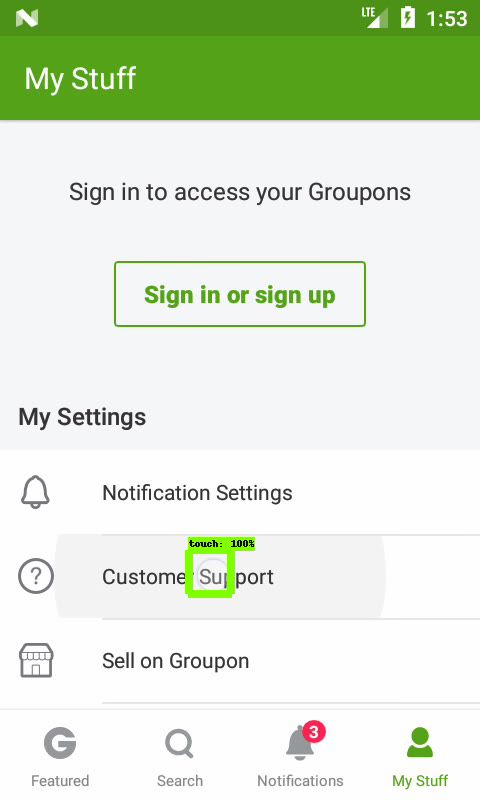 LTE 1:53
My Stuff
Sign in to access your Groupons
Sign in or sign up
My Settings
Notification Settings
touch: 100%
Customer Support
Sell on Groupon
3
Featured Search Notifications My Stuff